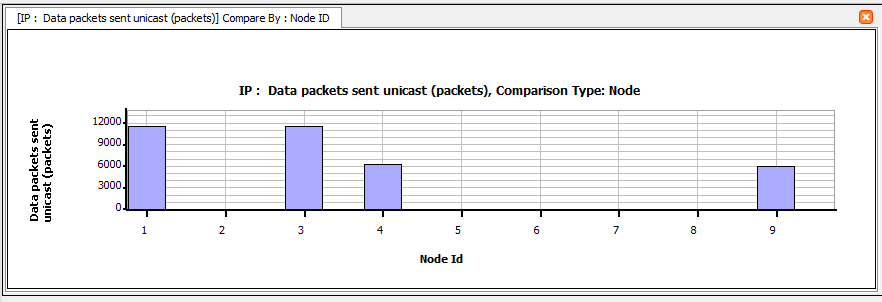 [IP :  Data packets sent unicast (packets)] Compare By : Node ID
IP :  Data packets sent unicast (packets), Comparison Type: Node
Data packets sent
unicast (packets)
12000
9000
6000
3000
0
1 2 3 4 5 6 7 8 9
Node Id